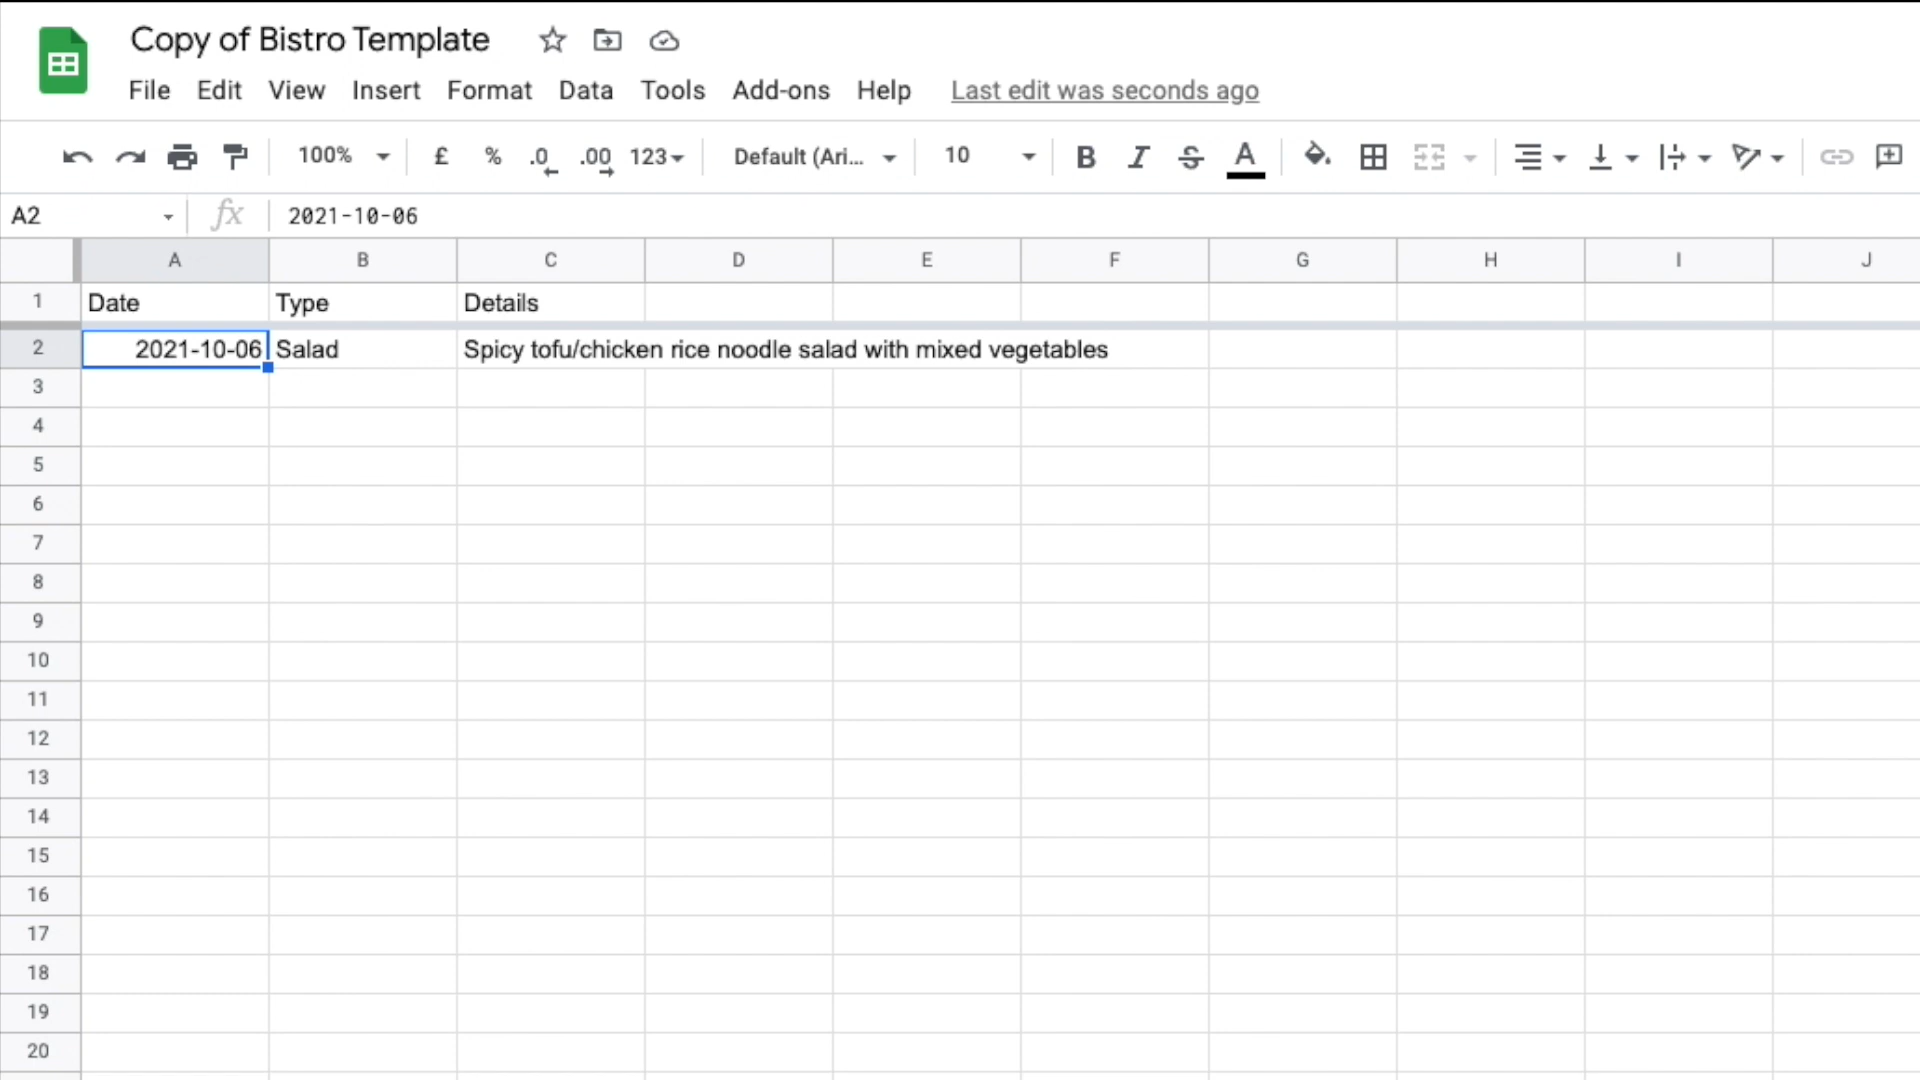 Copy of Bistro Template
File Edit View Insert Format Data Tools Add-ons Help Last edit was seconds ago
100% £ % .0 .00 123 Default (Ari... 10 B I S A
A2 fx 2021-10-06
A B C D E F G H I J
1 Date Type Details
2 2021-10-06 Salad Spicy tofu/chicken rice noodle salad with mixed vegetables
3
4
5
6
7
8
9
10
11
12
13
14
15
16
17
18
19
20